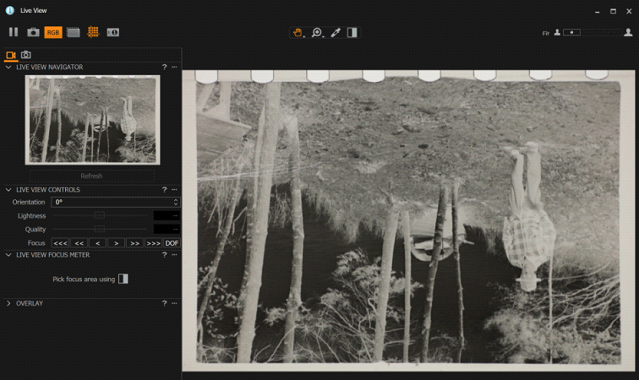 Live View
RGB
Fit
LIVE VIEW NAVIGATOR ? ...
Refresh
LIVE VIEW CONTROLS ? ...
Orientation 0°
Lightness --
Quality --
Focus <<< << < > >> >>> DOF
LIVE VIEW FOCUS METER ? ...
Pick focus area using
OVERLAY ? ...